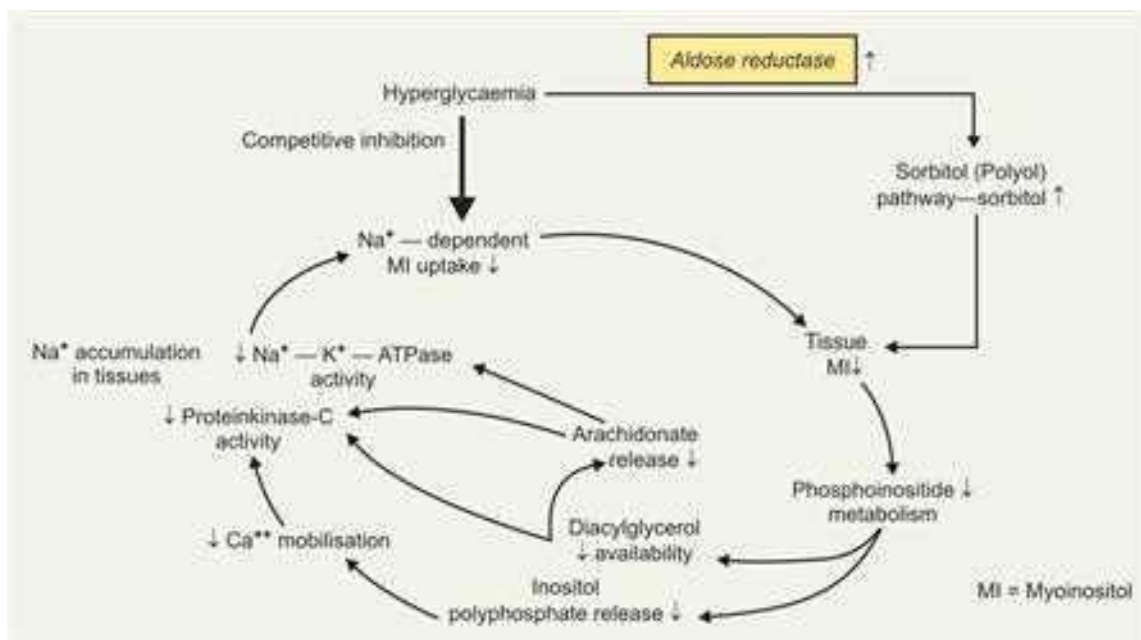 Aldose reductase ↑
Hyperglycaemia
Competitive inhibition
Sorbitol (Polyol)
pathway—sorbitol ↑
Na⁺ — dependent
MI uptake ↓
Tissue
MI↓
Na⁺ accumulation
in tissues
↓ Na⁺ — K⁺ — ATPase
activity
↓ Proteinkinase-C
activity
Arachidonate
release ↓
Phosphoinositide ↓
metabolism
Diacylglycerol
↓ availability
↓ Ca⁺⁺ mobilisation
Inositol
polyphosphate release ↓
MI = Myoinositol